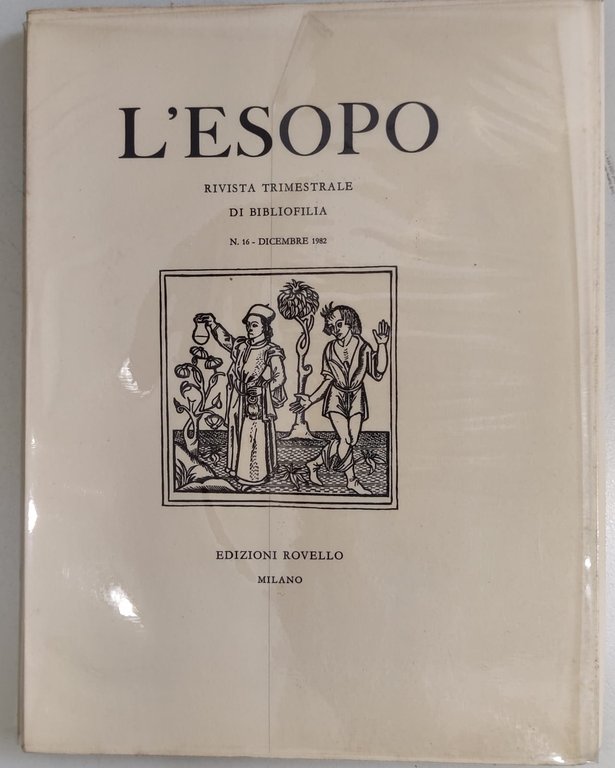 L'ESOPO
RIVISTA TRIMESTRALE
DI BIBLIOFILIA
N. 16 - DICEMBRE 1982
EDIZIONI ROVELLO
MILANO